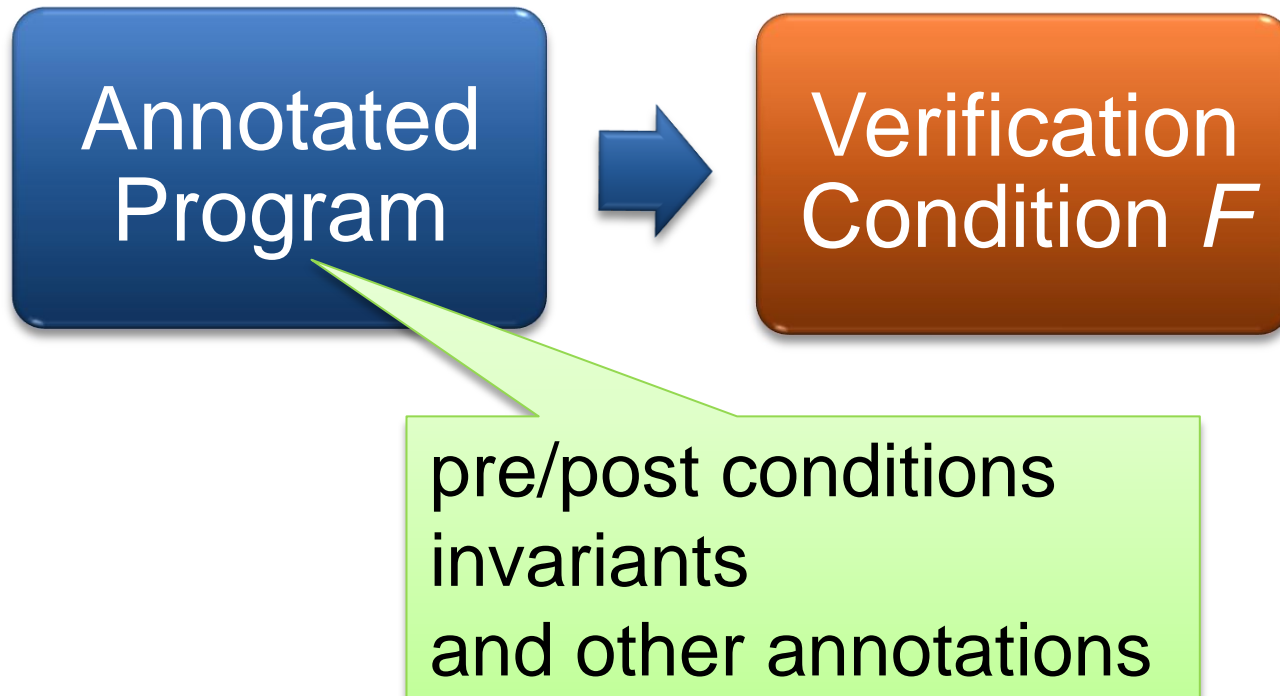 Annotated
Program
Verification
Condition F
pre/post conditions
invariants
and other annotations